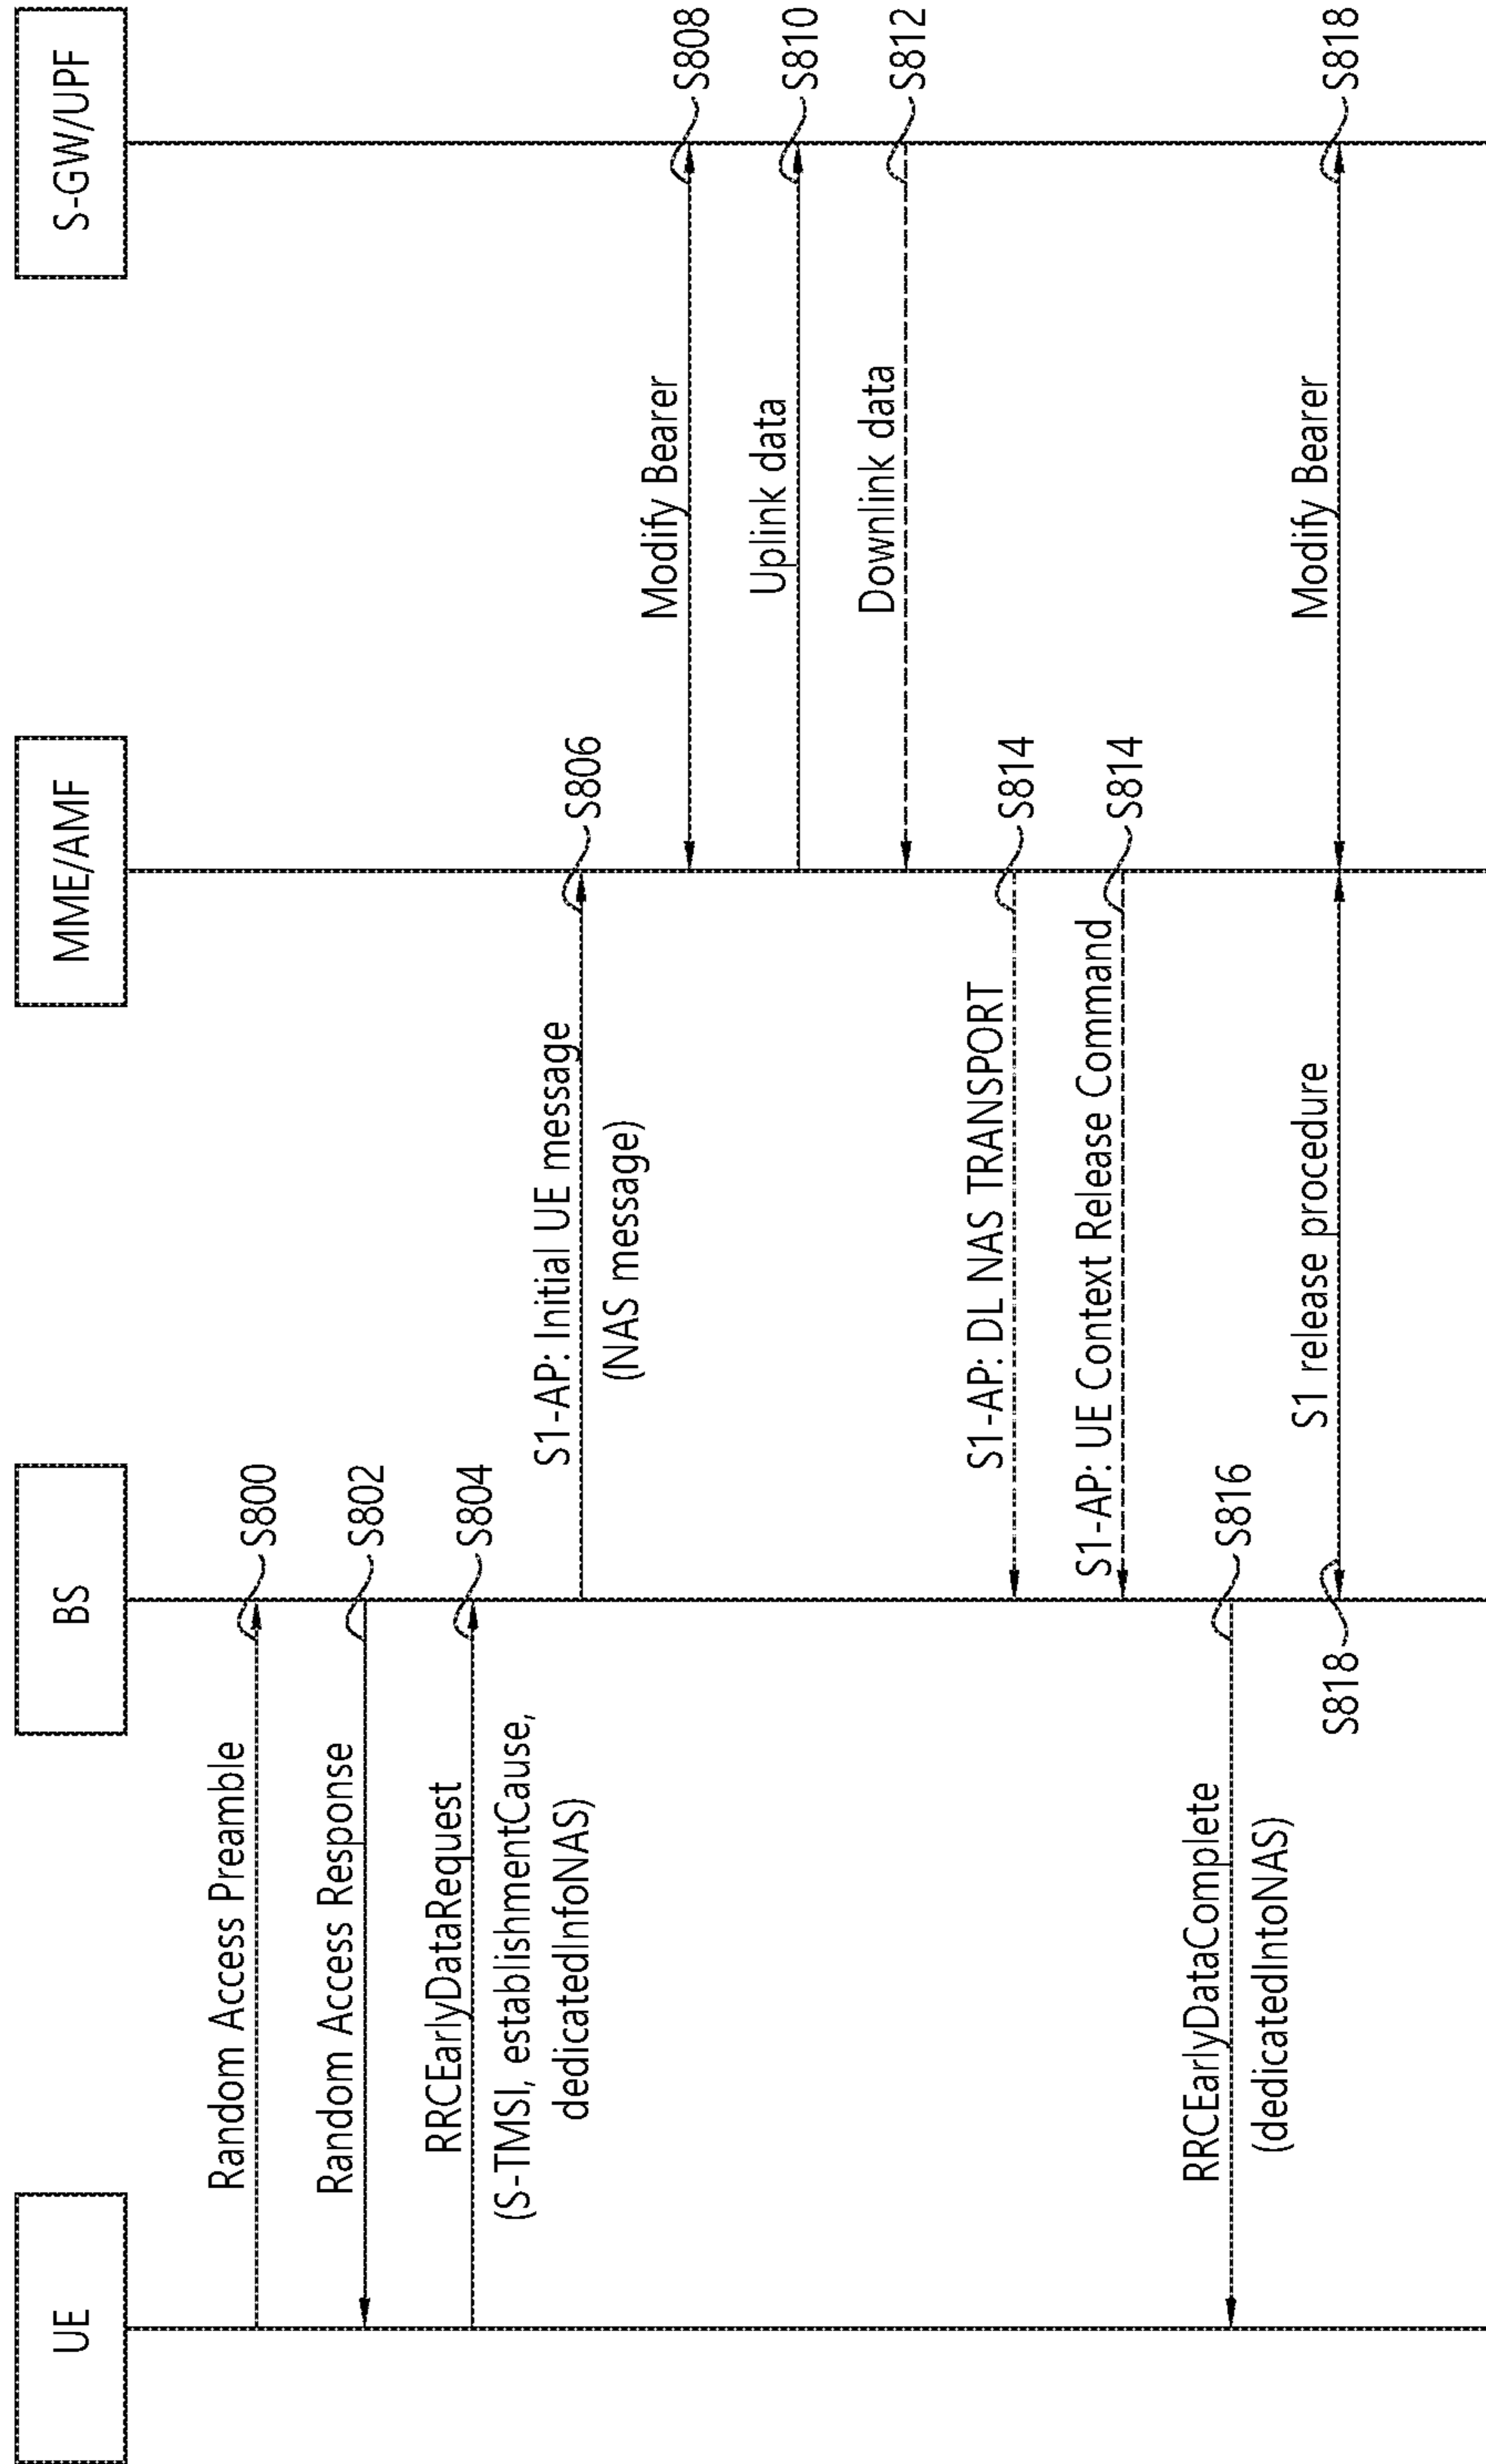 UE
BS
MME/AMF
S-GW/UPF
Random Access Preamble
S800
Random Access Response
S802
RRCEarlyDataRequest
S804
(S-TMSI, establishmentCause,
dedicatedInfoNAS)
S1-AP: Initial UE message
S806
(NAS message)
Modify Bearer
S808
Uplink data
S810
Downlink data
S812
S1-AP: DL NAS TRANSPORT
S814
S1-AP: UE Context Release Command
S814
RRCEarlyDataComplete
S816
(dedicatedIntoNAS)
S818
S1 release procedure
Modify Bearer
S818